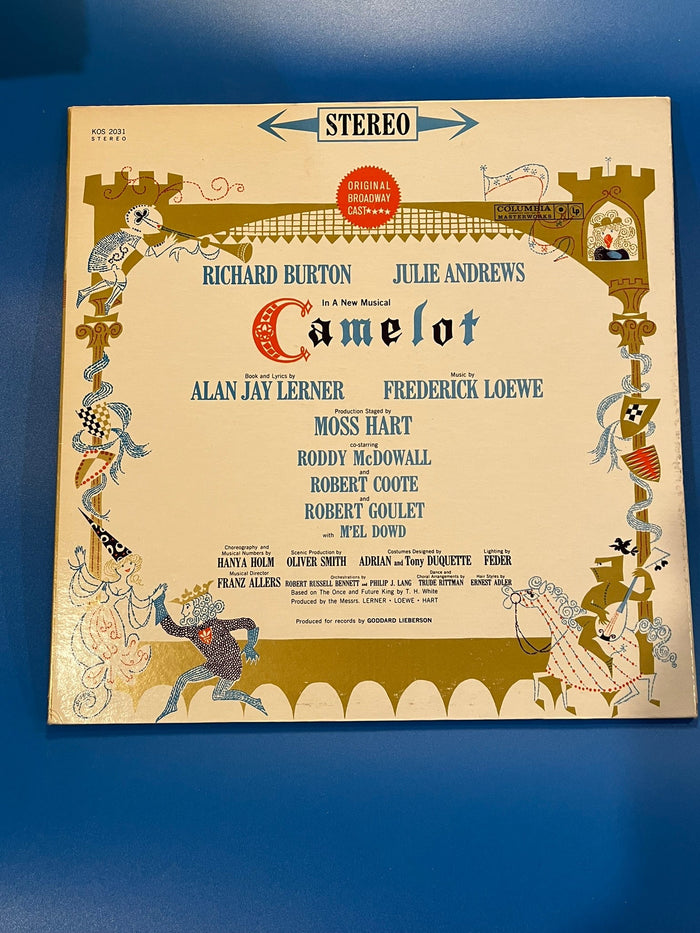 STEREO
KOS 2031
STEREO
ORIGINAL
BROADWAY
CAST★★★★
COLUMBIA
MASTERWORKS
Lp
RICHARD BURTON JULIE ANDREWS
In A New Musical
Camelot
Book and Lyrics by Music by
ALAN JAY LERNER FREDERICK LOEWE
Production Staged by
MOSS HART
co-starring
RODDY McDOWALL
and
ROBERT COOTE
and
ROBERT GOULET
with M'EL DOWD
Choreography and
Musical Numbers by
HANYA HOLM
Scenic Production by
OLIVER SMITH
Costumes Designed by
ADRIAN and Tony DUQUETTE
Lighting by
FEDER
Musical Director
FRANZ ALLERS
Orchestrations by
ROBERT RUSSELL BENNETT and PHILIP J. LANG
Dance and
Choral Arrangements by
TRUDE RITTMAN
Hair Styles by
ERNEST ADLER
Based on The Once and Future King by T. H. White
Produced by the Messrs. LERNER • LOEWE • HART
Produced for records by GODDARD LIEBERSON